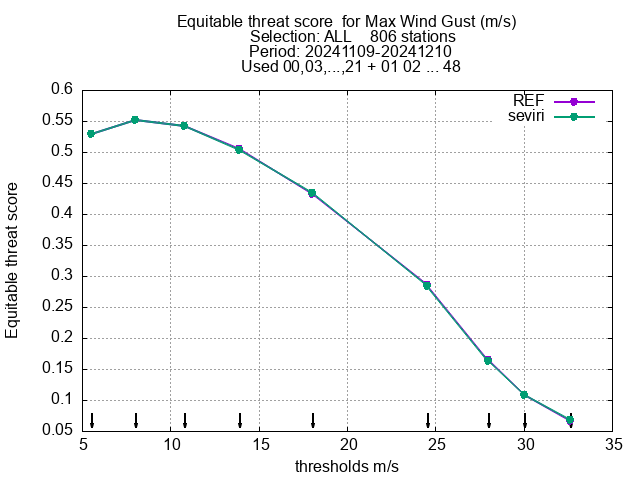 Equitable threat score  for Max Wind Gust (m/s)
Selection: ALL    806 stations
Period: 20241109-20241210
Used 00,03,...,21 + 01 02 ... 48
REF
seviri
Equitable threat score
0.6
0.55
0.5
0.45
0.4
0.35
0.3
0.25
0.2
0.15
0.1
0.05
5 10 15 20 25 30 35
thresholds m/s